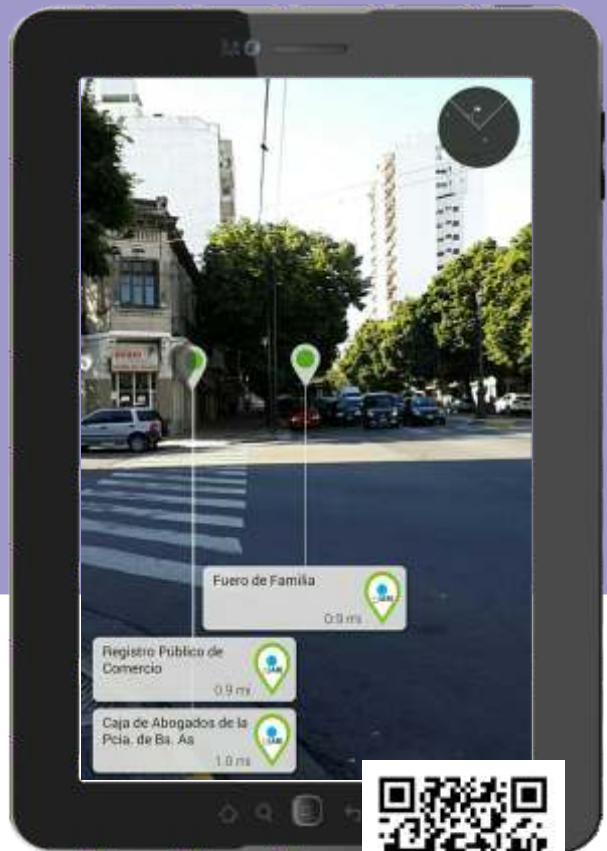 Fuero de Familia
0.9 mi
Registro Público de
Comercio
0.9 mi
Caja de Abogados de la
Pcia. de Bs. As
1.0 mi